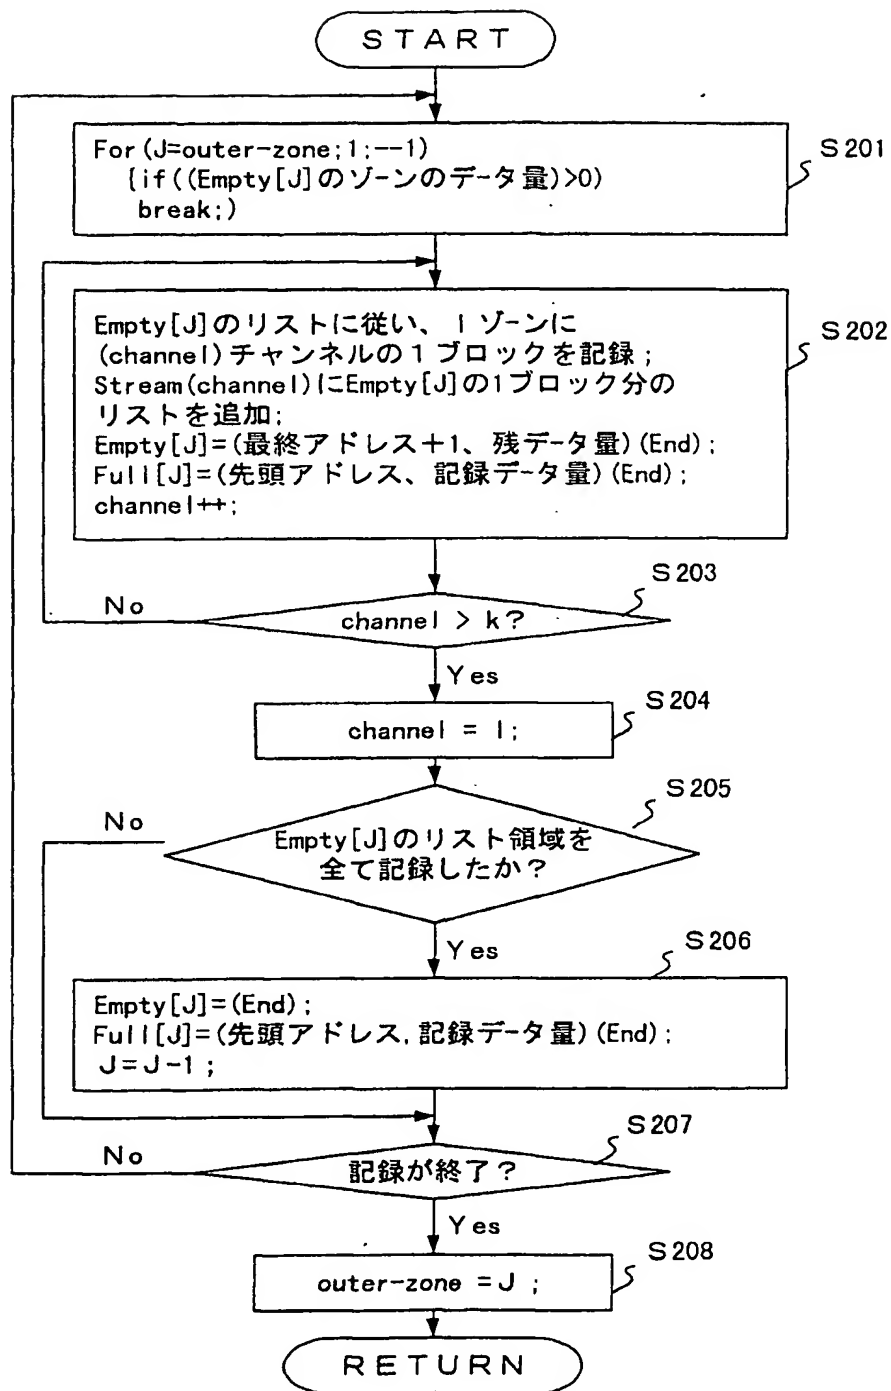 START
For(J=outer-zone;1;--1)
{if((Empty[J]のゾーンのデータ量)>0)
break;)
S201
Empty[J]のリストに従い、1ゾーンに
(channel)チャンネルの1ブロックを記録;
Stream(channel)にEmpty[J]の1ブロック分の
リストを追加;
Empty[J]=(最終アドレス+1、残データ量)(End);
Full[J]=(先頭アドレス、記録データ量)(End);
channel++;
S202
S203
channel > k?
No
Yes
S204
channel = 1;
S205
Empty[J]のリスト領域を
全て記録したか?
No
Yes
S206
Empty[J]=(End);
Full[J]=(先頭アドレス,記録データ量)(End);
J=J-1;
S207
記録が終了?
No
Yes
S208
outer-zone =J ;
RETURN